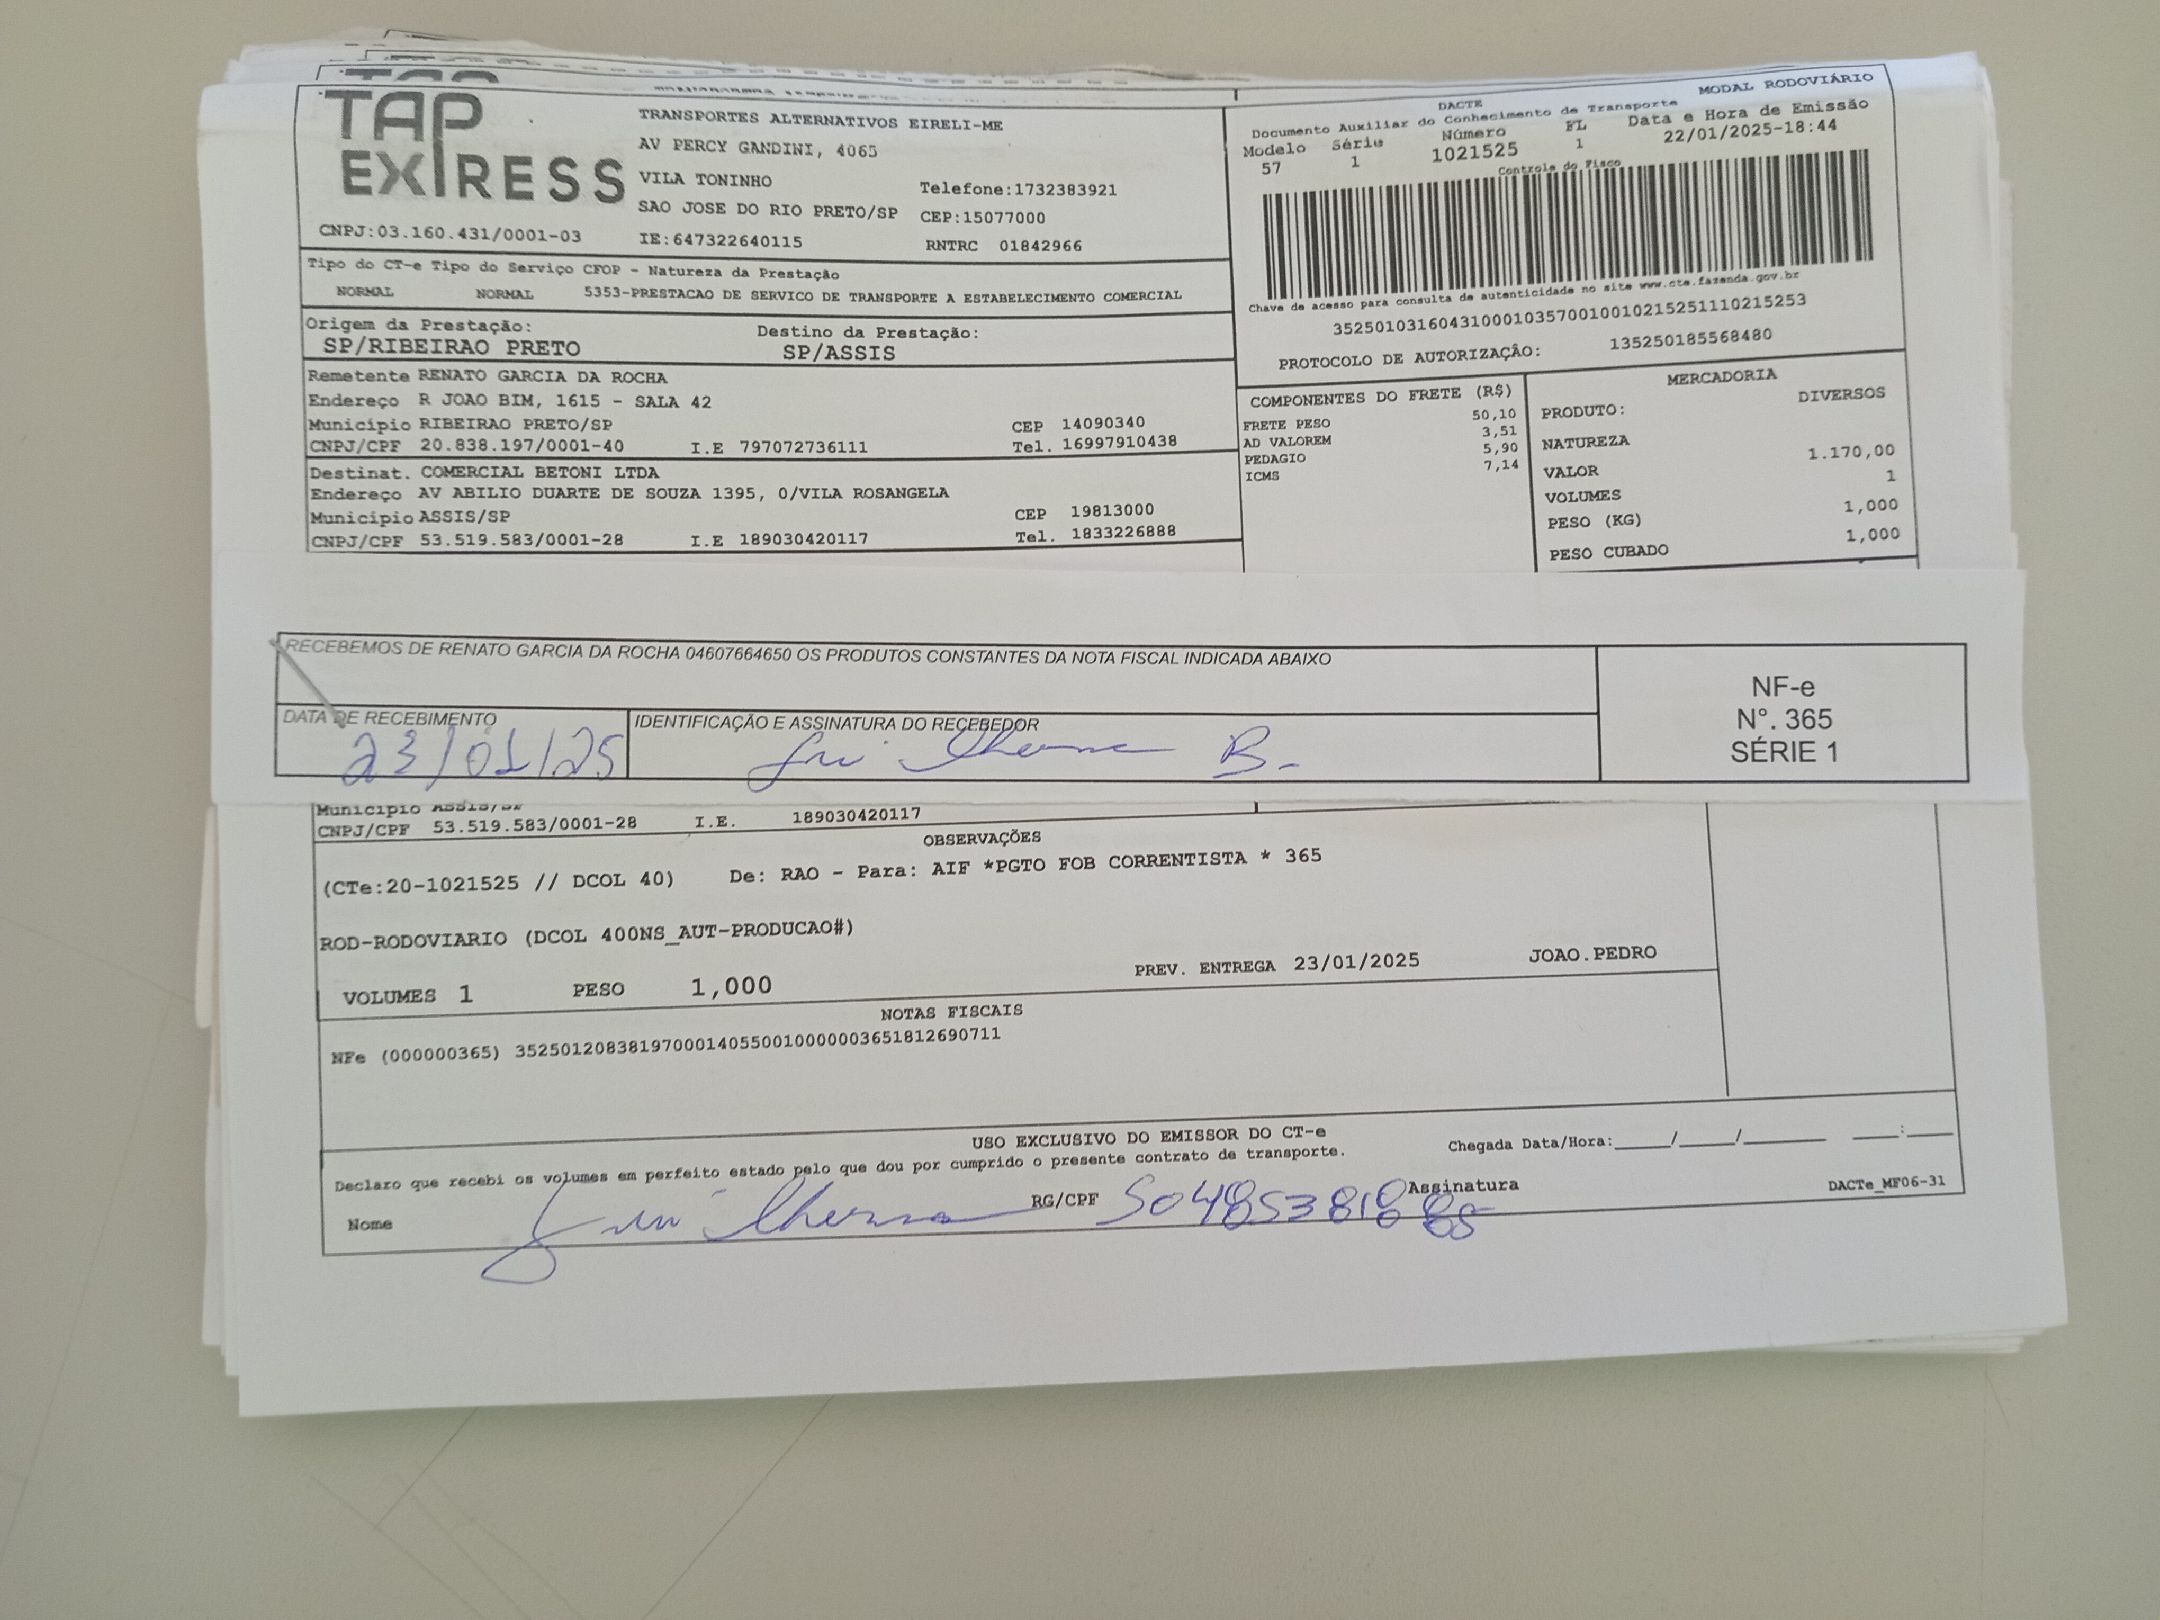 TAP EXPRESS
TRANSPORTES ALTERNATIVOS EIRELI-ME
AV PERCY GANDINI, 4065
VILA TONINHO Telefone:1732383921
SAO JOSE DO RIO PRETO/SP CEP:15077000
CNPJ:03.160.431/0001-03 IE:647322640115 RNTRC 01842966
MODAL RODOVIÁRIO
DACTE
Documento Auxiliar do Conhecimento de Transporte
Modelo Série Número FL Data e Hora de Emissão
57 1 1021525 1 22/01/2025-18:44
Controle do Fisco
Chave de acesso para consulta de autenticidade no site www.cte.fazenda.gov.br
35250103160431000103570010010215251110215253
PROTOCOLO DE AUTORIZAÇÃO: 135250185568480
Tipo do CT-e Tipo do Serviço CFOP - Natureza da Prestação
NORMAL NORMAL 5353-PRESTACAO DE SERVICO DE TRANSPORTE A ESTABELECIMENTO COMERCIAL
Origem da Prestação: Destino da Prestação:
SP/RIBEIRAO PRETO SP/ASSIS
Remetente RENATO GARCIA DA ROCHA
Endereço R JOAO BIM, 1615 - SALA 42
Município RIBEIRAO PRETO/SP CEP 14090340
CNPJ/CPF 20.838.197/0001-40 I.E 797072736111 Tel. 16997910438
Destinat. COMERCIAL BETONI LTDA
Endereço AV ABILIO DUARTE DE SOUZA 1395, 0/VILA ROSANGELA
Município ASSIS/SP CEP 19813000
CNPJ/CPF 53.519.583/0001-28 I.E 189030420117 Tel. 1833226888
COMPONENTES DO FRETE (R$)
FRETE PESO 50,10
AD VALOREM 3,51
PEDAGIO 5,90
ICMS 7,14
MERCADORIA
PRODUTO: DIVERSOS
NATUREZA
VALOR 1.170,00
VOLUMES 1
PESO (KG) 1,000
PESO CUBADO 1,000
RECEBEMOS DE RENATO GARCIA DA ROCHA 04607664650 OS PRODUTOS CONSTANTES DA NOTA FISCAL INDICADA ABAIXO
DATA DE RECEBIMENTO IDENTIFICAÇÃO E ASSINATURA DO RECEBEDOR
23/01/25 B.
NF-e
N°. 365
SÉRIE 1
Município ASSIS/SP
CNPJ/CPF 53.519.583/0001-28 I.E. 189030420117
OBSERVAÇÕES
(CTe:20-1021525 // DCOL 40) De: RAO - Para: AIF *PGTO FOB CORRENTISTA * 365
ROD-RODOVIARIO (DCOL 400NS_AUT-PRODUCAO#)
PREV. ENTREGA 23/01/2025 JOAO.PEDRO
VOLUMES 1 PESO 1,000
NOTAS FISCAIS
NFe (000000365) 35250120838197000140550010000003651812690711
USO EXCLUSIVO DO EMISSOR DO CT-e
Declaro que recebi os volumes em perfeito estado pelo que dou por cumprido o presente contrato de transporte.
Chegada Data/Hora:_____/_____/_______ ____:____
Nome RG/CPF Assinatura
DACTe_MF06-31